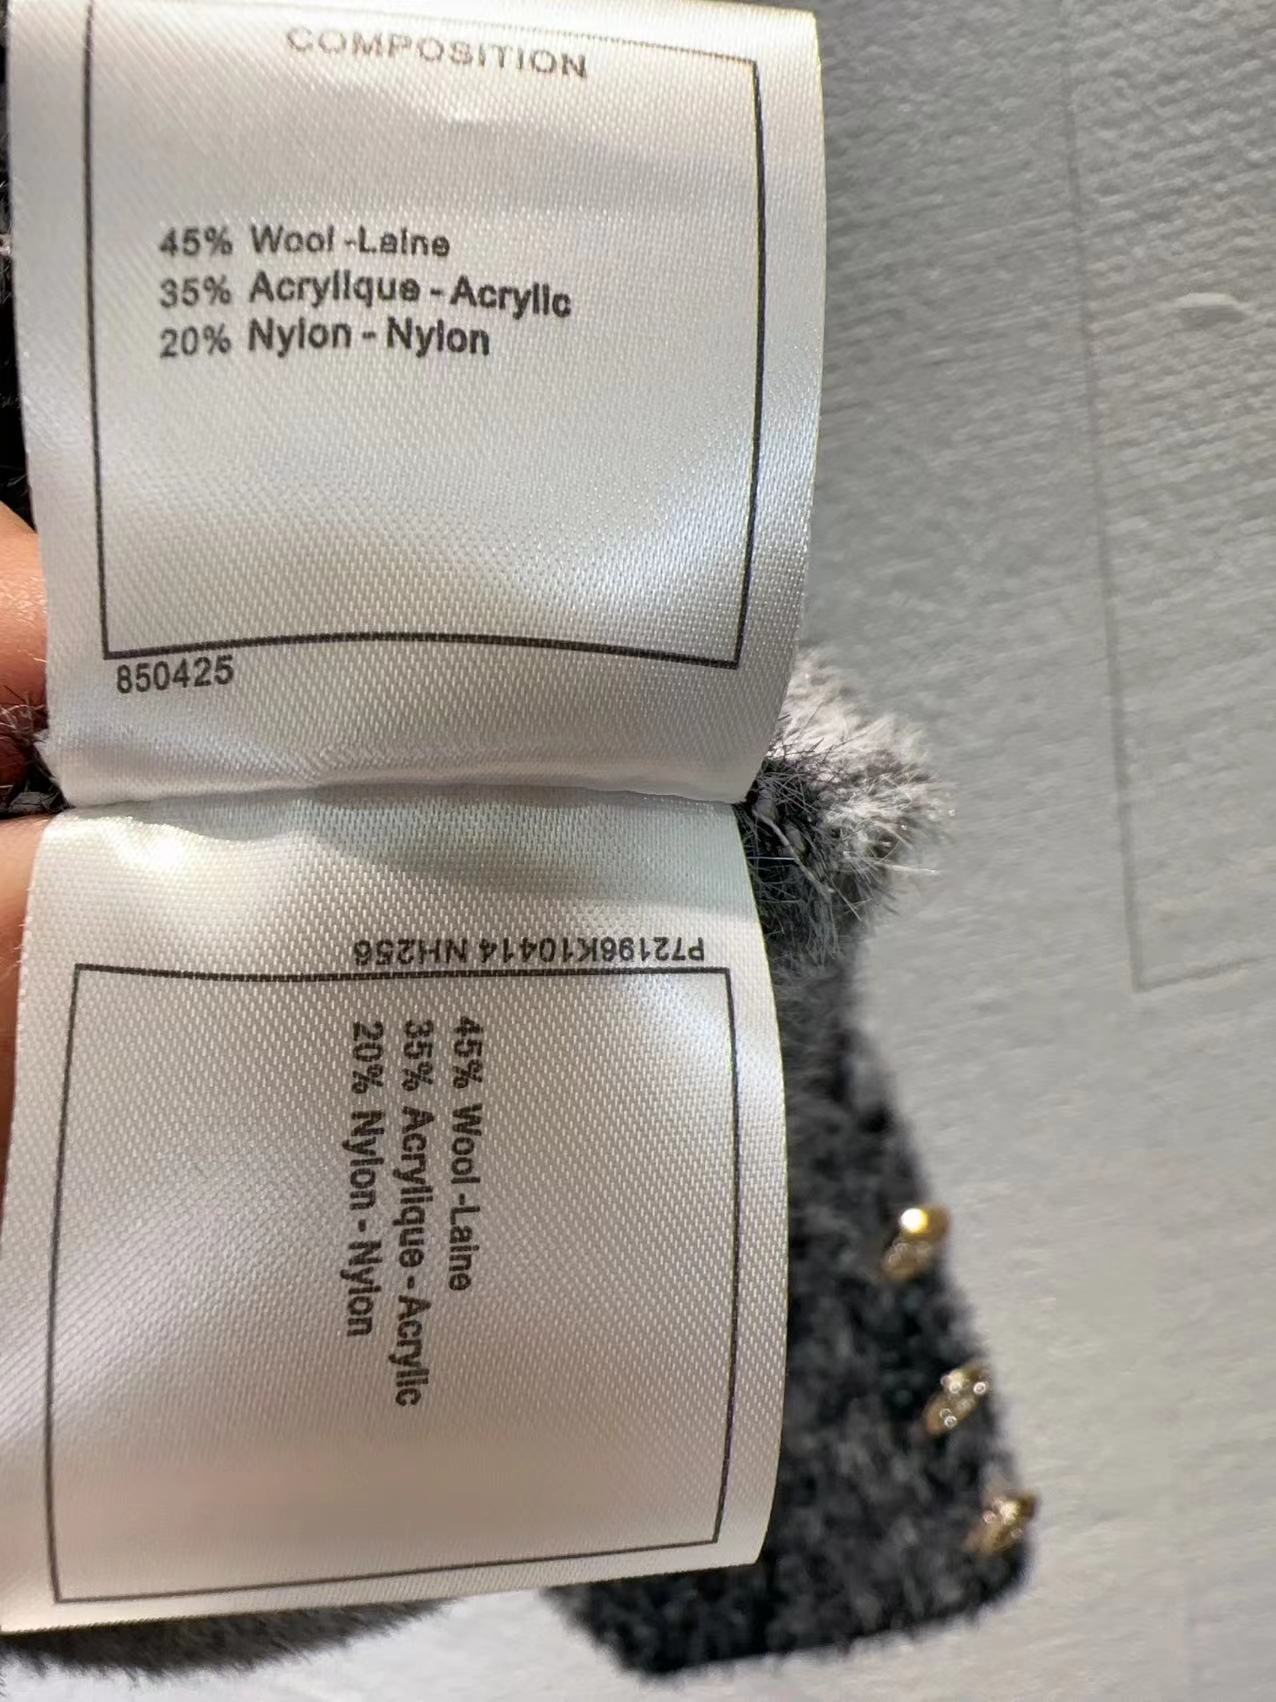 COMPOSITION
45% Wool -Laine
35% Acrylique - Acrylic
20% Nylon - Nylon
850425
P72196K10414 NH256
45% Wool -Laine
35% Acrylique - Acrylic
20% Nylon - Nylon